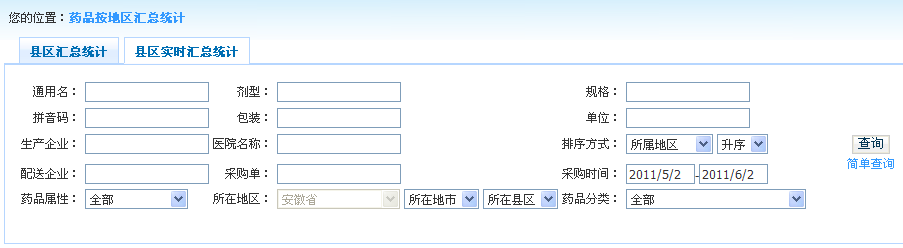 您的位置：药品按地区汇总统计
县区汇总统计 县区实时汇总统计
通用名： 剂型： 规格：
拼音码： 包装： 单位：
生产企业： 医院名称： 排序方式： 所属地区 升序 查询
简单查询
配送企业： 采购单： 采购时间： 2011/5/2 -2011/6/2
药品属性： 全部 所在地区： 安徽省 所在地市 所在县区 药品分类： 全部